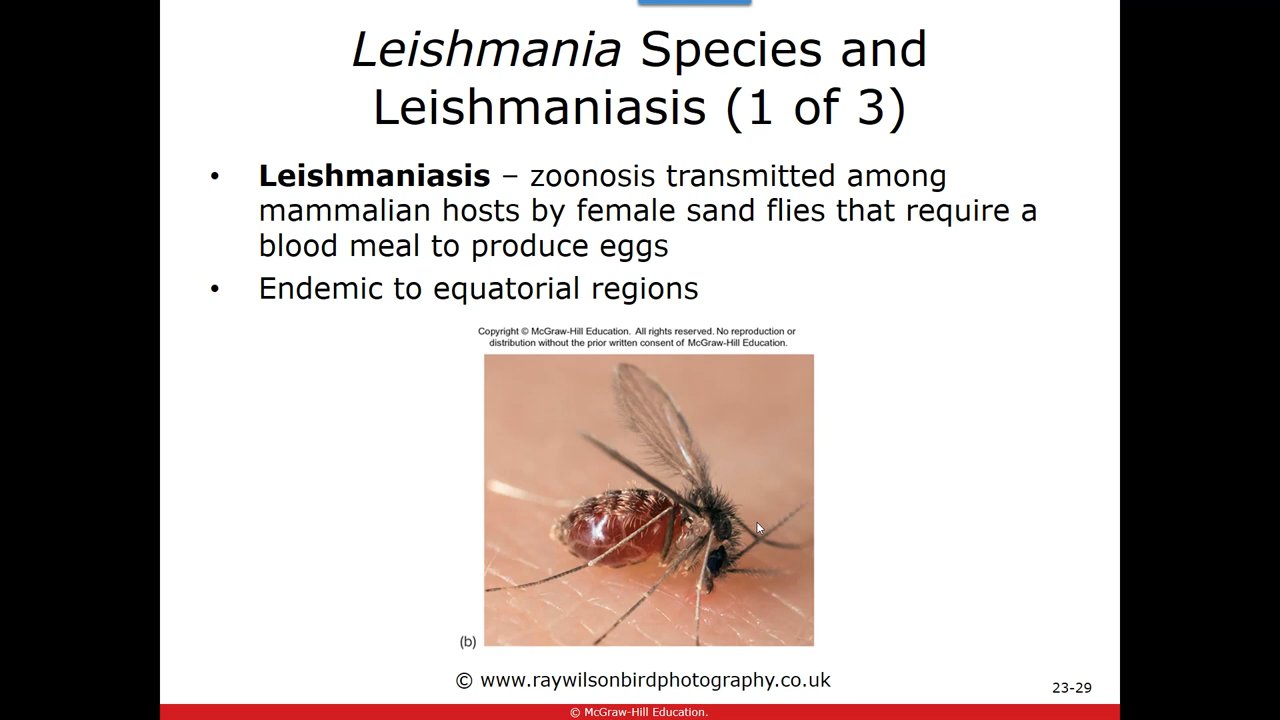 Leishmania Species and
Leishmaniasis (1 of 3)
• Leishmaniasis – zoonosis transmitted among
mammalian hosts by female sand flies that require a
blood meal to produce eggs
• Endemic to equatorial regions
Copyright © McGraw-Hill Education. All rights reserved. No reproduction or
distribution without the prior written consent of McGraw-Hill Education.
(b)
© www.raywilsonbirdphotography.co.uk
23-29
© McGraw-Hill Education.